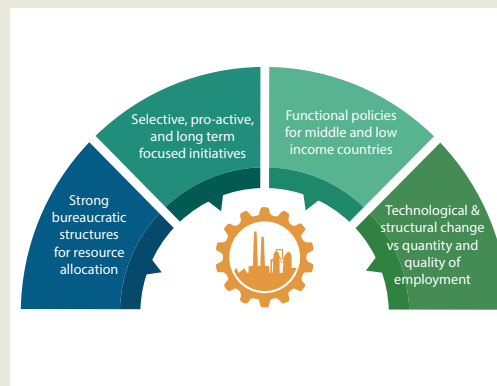 Strong
bureaucratic
structures
for resource
allocation
Selective, pro-active,
and long term
focused initiatives
Functional policies
for middle and low
income countries
Technological &
structural change
vs quantity and
quality of
employment